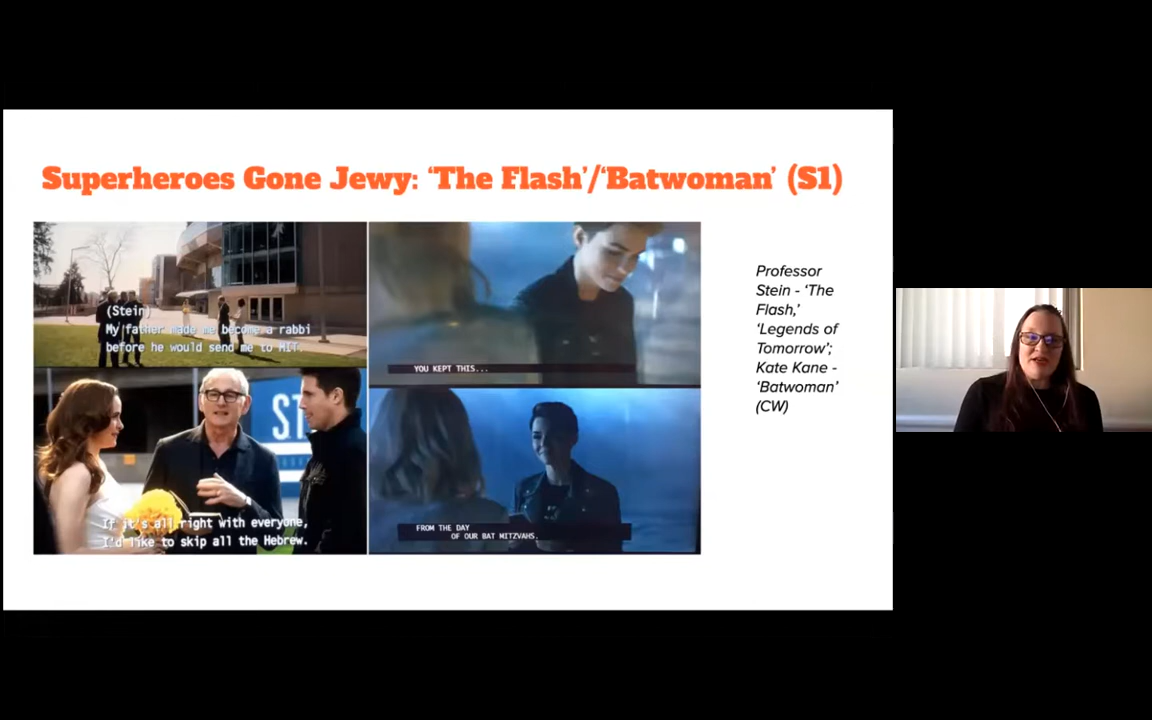 Superheroes Gone Jewy: ‘The Flash’/‘Batwoman’ (S1)
(Stein)
My father made me become a rabbi
before he would send me to MIT.
YOU KEPT THIS...
ST
If it's all right with everyone,
I'd like to skip all the Hebrew.
FROM THE DAY
OF OUR BAT MITZVAHS.
Professor
Stein - ‘The
Flash,’
‘Legends of
Tomorrow’;
Kate Kane -
‘Batwoman’
(CW)